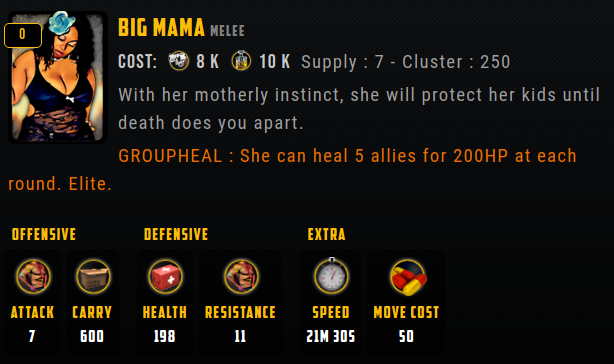 0
BIG MAMA MELEE
COST: 8 K 10 K Supply : 7 - Cluster : 250
With her motherly instinct, she will protect her kids until
death does you apart.
GROUPHEAL : She can heal 5 allies for 200HP at each
round. Elite.
OFFENSIVE DEFENSIVE EXTRA
ATTACK CARRY HEALTH RESISTANCE SPEED MOVE COST
7 600 198 11 21M 30S 50